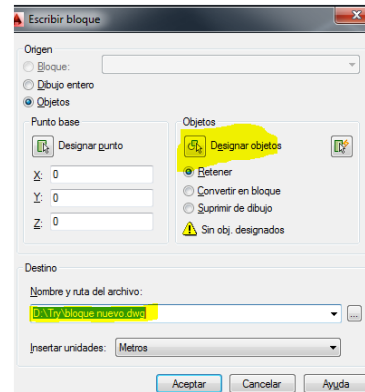 Escribir bloque
Origen
Bloque:
Dibujo entero
Objetos
Punto base
Designar punto
X: 0
Y: 0
Z: 0
Objetos
Designar objetos
Retener
Convertir en bloque
Suprimir de dibujo
Sin obj. designados
Destino
Nombre y ruta del archivo:
D:\Try\bloque nuevo.dwg
...
Insertar unidades: Metros
Aceptar Cancelar Ayuda